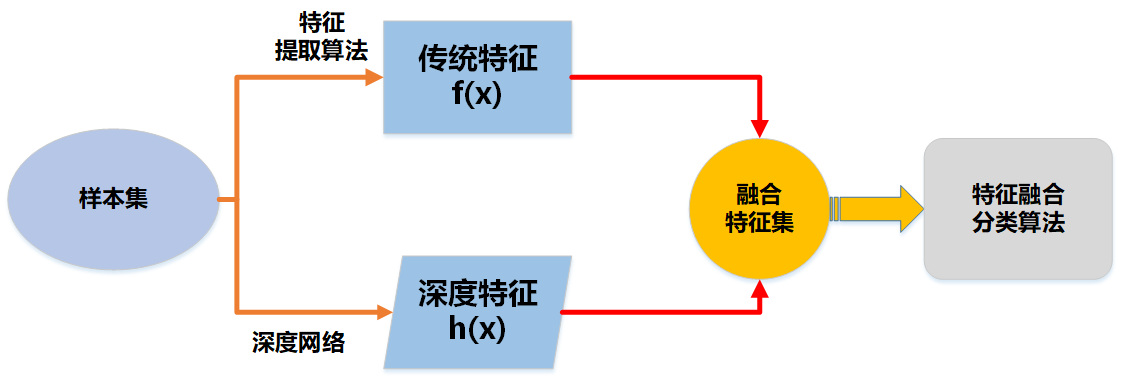 特征
提取算法
传统特征
f(x)
样本集
融合
特征集
特征融合
分类算法
深度特征
h(x)
深度网络